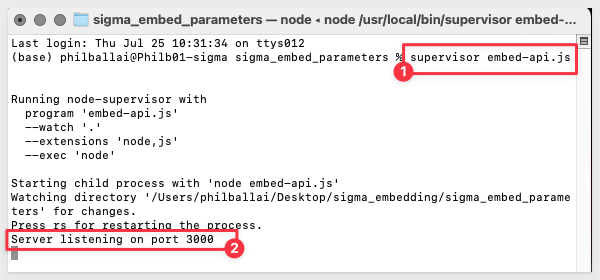 sigma_embed_parameters — node ◂ node /usr/local/bin/supervisor embed-...
Last login: Thu Jul 25 10:31:34 on ttys012
(base) philballai@Philb01-sigma sigma_embed_parameters % supervisor embed-api.js
1
Running node-supervisor with
  program 'embed-api.js'
  --watch '.'
  --extensions 'node,js'
  --exec 'node'
Starting child process with 'node embed-api.js'
Watching directory '/Users/philballai/Desktop/sigma_embedding/sigma_embed_parame
ters' for changes.
Press rs for restarting the process.
Server listening on port 3000
2